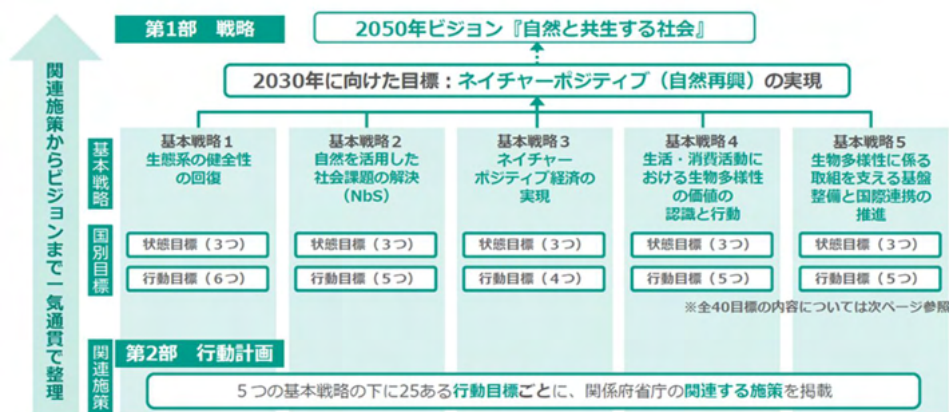 第1部 戦略
2050年ビジョン『自然と共生する社会』
2030年に向けた目標：ネイチャーポジティブ（自然再興）の実現
関連施策からビジョンまで一気通貫で整理
基本戦略
基本戦略１
生態系の健全性
の回復
基本戦略２
自然を活用した
社会課題の解決
（NbS）
基本戦略３
ネイチャー
ポジティブ経済の
実現
基本戦略４
生活・消費活動に
おける生物多様性
の価値の
認識と行動
基本戦略５
生物多様性に係る
取組を支える基盤
整備と国際連携の
推進
国別目標
状態目標（３つ）
状態目標（３つ）
状態目標（３つ）
状態目標（３つ）
状態目標（３つ）
行動目標（６つ）
行動目標（５つ）
行動目標（４つ）
行動目標（５つ）
行動目標（５つ）
※全40目標の内容については次ページ参照
関連施策
第2部 行動計画
５つの基本戦略の下に25ある行動目標ごとに、関係府省庁の関連する施策を掲載